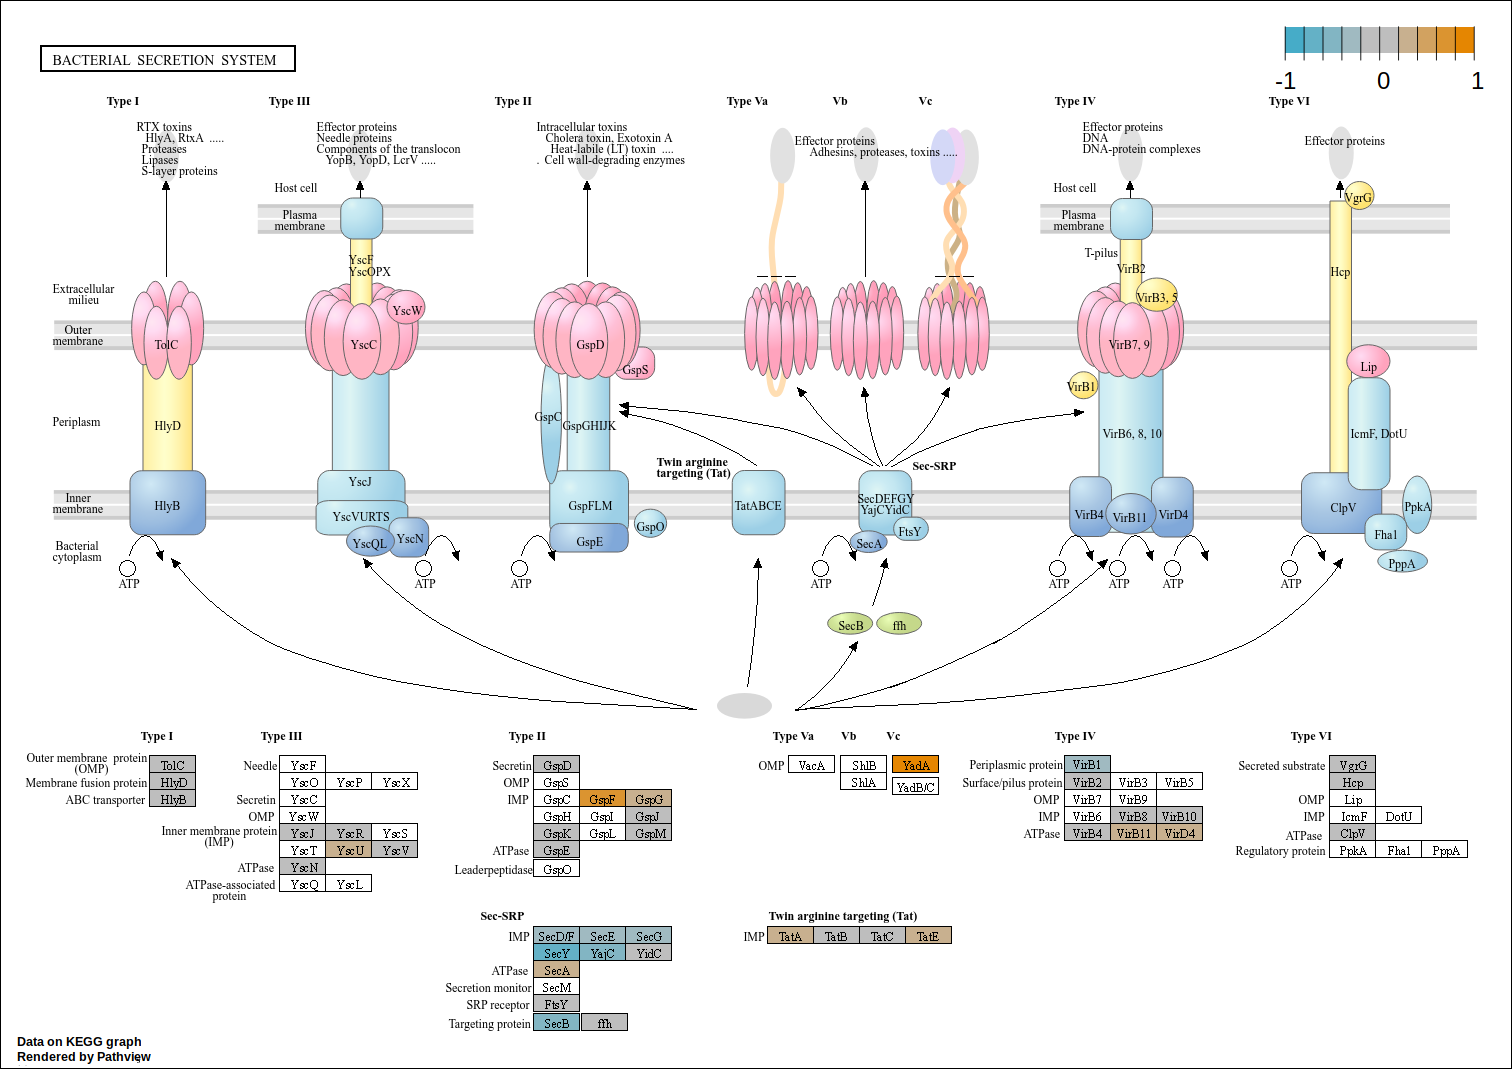 BACTERIAL SECRETION SYSTEM
-1 0 1
Type I
Type III
Type II
Type Va
Vb
Vc
Type IV
Type VI
RTX toxins
HlyA, RtxA .....
Proteases
Lipases
S-layer proteins
Effector proteins
Needle proteins
Components of the translocon
YopB, YopD, LcrV .....
Intracellular toxins
Cholera toxin, Exotoxin A
Heat-labile (LT) toxin ....
. Cell wall-degrading enzymes
Effector proteins
Adhesins, proteases, toxins .....
Effector proteins
DNA
DNA-protein complexes
Effector proteins
Host cell
Plasma
membrane
Host cell
Plasma
membrane
T-pilus
VgrG
YscF
YscOPX
VirB2
Hcp
Extracellular
milieu
YscW
VirB3, 5
Outer
membrane
TolC
YscC
GspD
GspS
VirB7, 9
Lip
VirB1
Periplasm
HlyD
GspC
GspGHIJK
VirB6, 8, 10
IcmF, DotU
Twin arginine
targeting (Tat)
Sec-SRP
Inner
membrane
HlyB
YscJ
YscVURTS
GspFLM
GspO
TatABCE
SecDEFGY
YajCYidC
FtsY
VirB4
VirB11
VirD4
ClpV
PpkA
Bacterial
cytoplasm
YscQL
YscN
GspE
SecA
Fha1
PppA
ATP
ATP
ATP
ATP
ATP
ATP
ATP
ATP
SecB
ffh
Type I
Outer membrane protein
(OMP)
TolC
Membrane fusion protein HlyD
ABC transporter HlyB
Type III
Needle YscF
YscO YscP YscX
Secretin YscC
OMP YscW
Inner membrane protein
(IMP)
YscJ YscR YscS
YscT YscU YscV
ATPase YscN
ATPase-associated
protein
YscQ YscL
Type II
Secretin GspD
OMP GspS
IMP GspC GspF GspG
GspH GspI GspJ
GspK GspL GspM
ATPase GspE
Leaderpeptidase GspO
Type Va Vb Vc
OMP VacA ShlB YadA
ShlA YadB/C
Type IV
Periplasmic protein VirB1
Surface/pilus protein VirB2 VirB3 VirB5
OMP VirB7 VirB9
IMP VirB6 VirB8 VirB10
ATPase VirB4 VirB11 VirD4
Type VI
Secreted substrate VgrG
Hcp
OMP Lip
IMP IcmF DotU
ATPase ClpV
Regulatory protein PpkA Fha1 PppA
Sec-SRP
IMP SecD/F SecE SecG
SecY YajC YidC
ATPase SecA
Secretion monitor SecM
SRP receptor FtsY
Targeting protein SecB ffh
Twin arginine targeting (Tat)
IMP TatA TatB TatC TatE
Data on KEGG graph
Rendered by Pathview